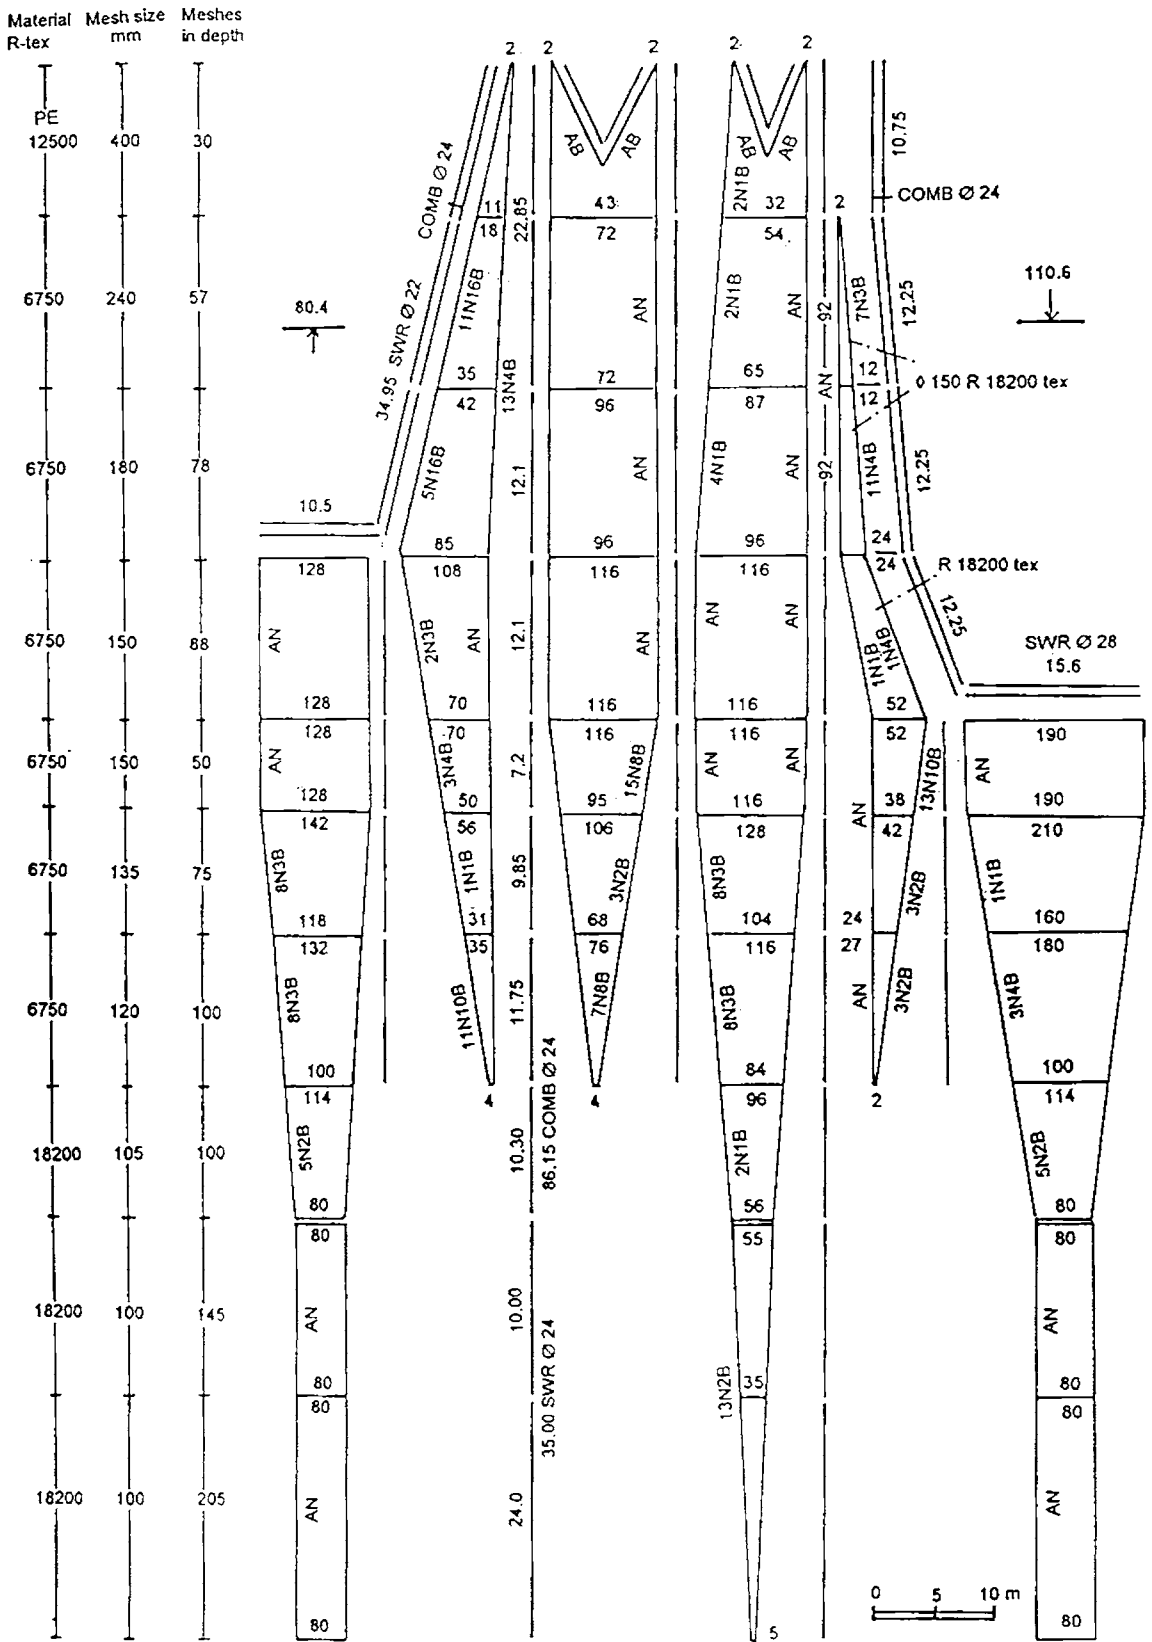 Material Mesh size Meshes
R-tex mm in depth
2 2 2 2 2
PE
12500 400 30
AB AB AB AB
10.75
COMB Ø 24
2N1B
COMB Ø 24
11 22.85 43 32 2
18 72 54
11N16B AN 2N1B AN 92 7N3B 12.25
6750 240 57
80.4
110.6
34.95 SWR Ø 22
35 13N4B 72 65 AN 12
0 150 R 18200 tex
42 96 87 12
5N16B 12.1 AN 4N1B AN 92 11N4B 12.25
6750 180 78
10.5
85 96 96 24
128 108 116 116 24
R 18200 tex
AN 2N3B AN 12.1 AN AN AN 1N1B 1N4B 12.25
6750 150 88
SWR Ø 28
15.6
128 70 116 116 52
128 70 116 116 52 190
6750 150 50
AN 3N4B 7.2 15N8B AN AN 13N10B AN
128 50 95 116 AN 38 190
142 56 106 128 42 210
6750 135 75
8N3B 1N1B 9.85 3N2B 8N3B 3N2B 1N1B
118 31 68 104 24 160
132 35 76 116 27 180
6750 120 100
8N3B 11N10B 11.75 7N8B 8N3B AN 3N2B 3N4B
100 84 100
114 4 4 96 2 114
18200 105 100
5N2B 10.30 86.15 COMB Ø 24 2N1B 5N2B
80 56 80
80 55 80
18200 100 145
AN 10.00 AN
80 35 80
80 13N2B 80
35.00 SWR Ø 24
18200 100 205
AN 24.0 AN
0 5 10 m
80 5 80